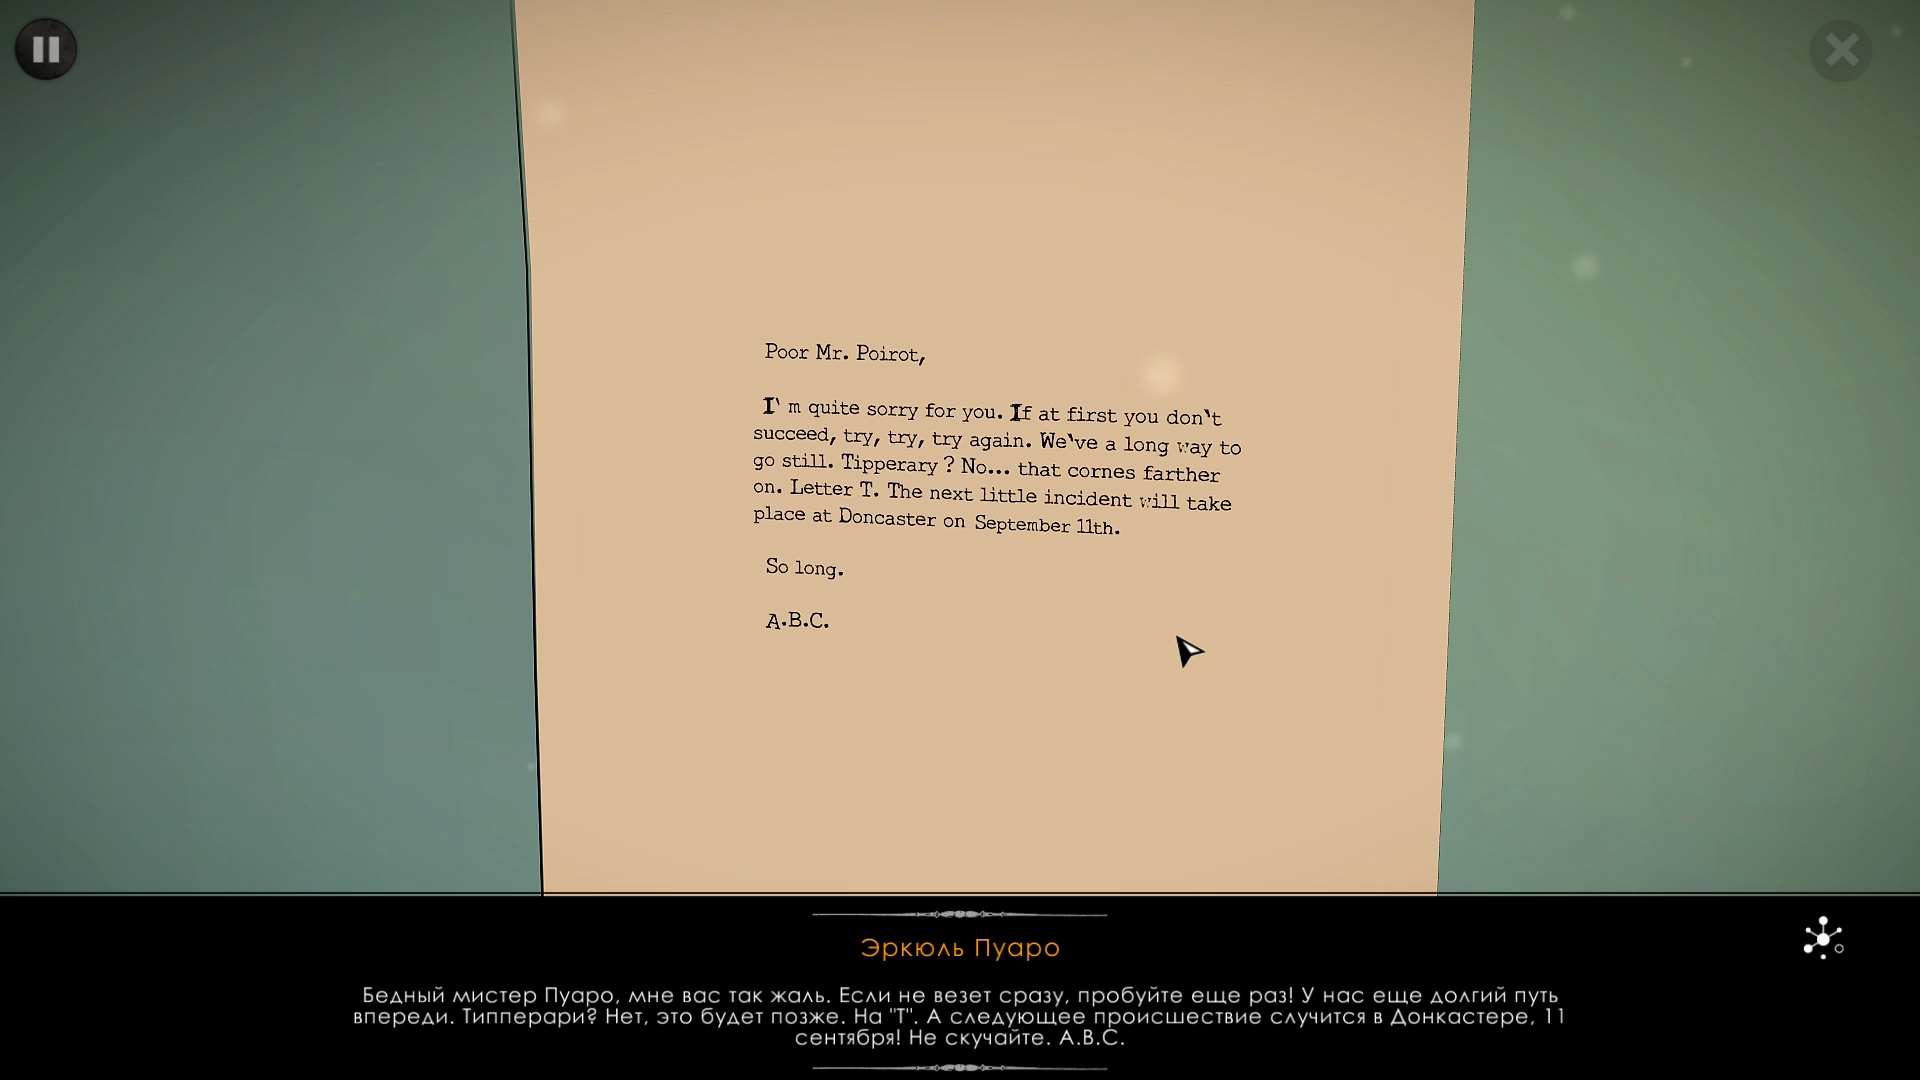 Poor Mr. Poirot,
I' m quite sorry for you. If at first you don't
succeed, try, try, try again. We've a long way to
go still. Tipperary ? No... that cornes farther
on. Letter T. The next little incident will take
place at Doncaster on September 11th.
So long.
A.B.C.
Эркюль Пуаро
Бедный мистер Пуаро, мне вас так жаль. Если не везет сразу, пробуйте еще раз! У нас еще долгий путь
впереди. Типперари? Нет, это будет позже. На "Т". А следующее происшествие случится в Донкастере, 11
сентября! Не скучайте. A.B.C.